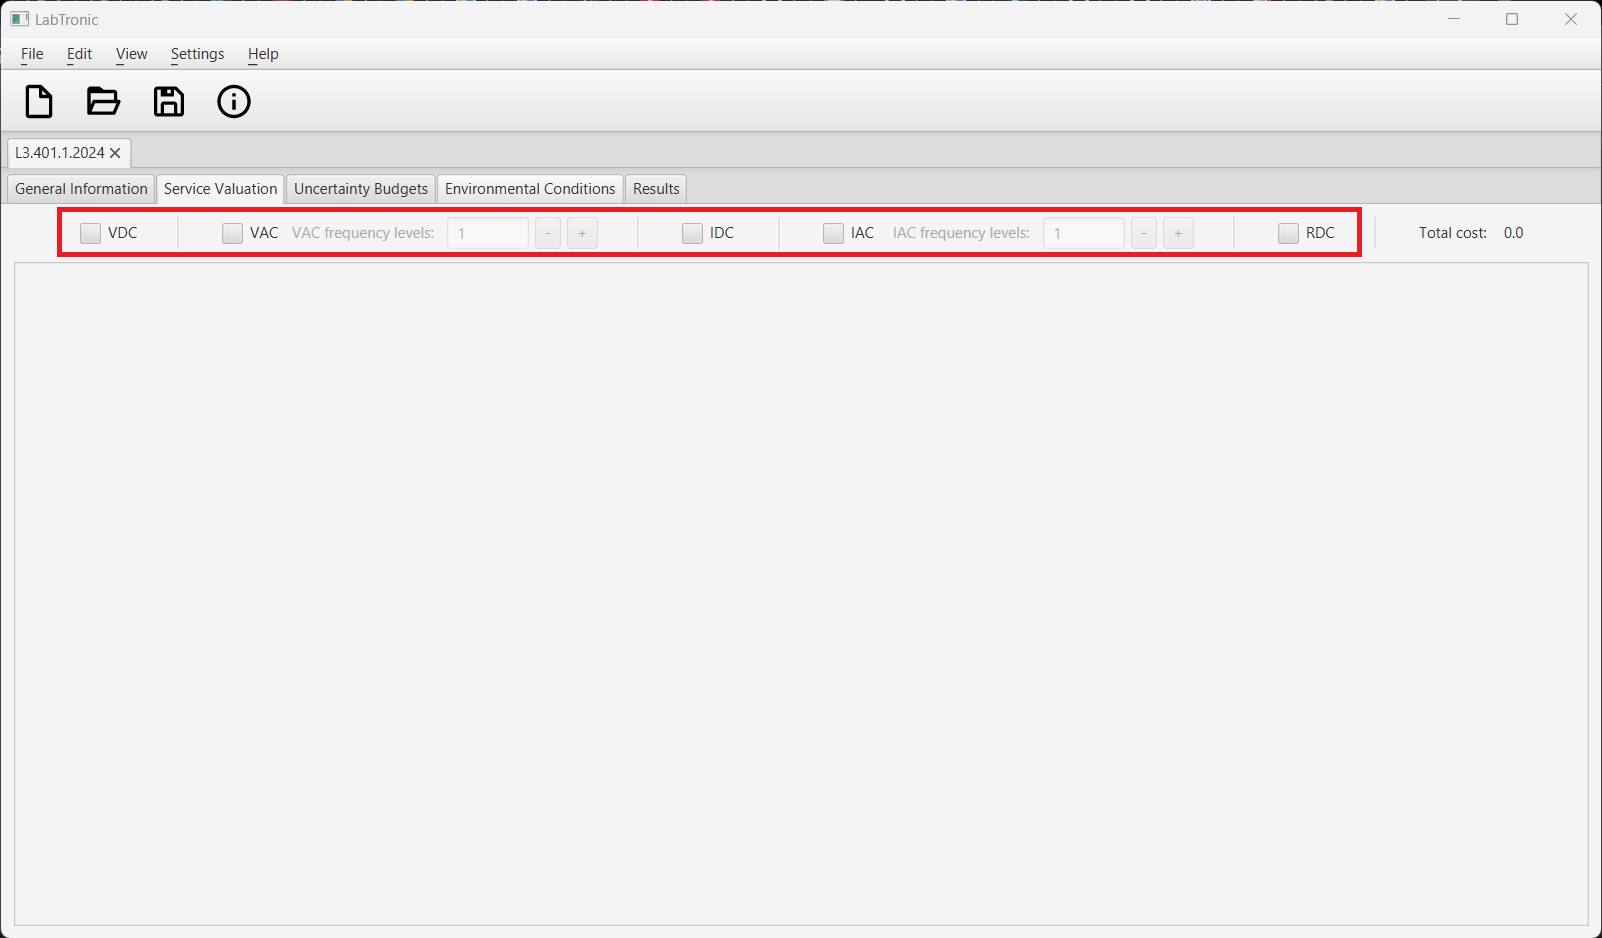 LabTronic
File Edit View Settings Help
L3.401.1.2024
General Information Service Valuation Uncertainty Budgets Environmental Conditions Results
VDC VAC VAC frequency levels: 1 - + IDC IAC IAC frequency levels: 1 - + RDC Total cost: 0.0